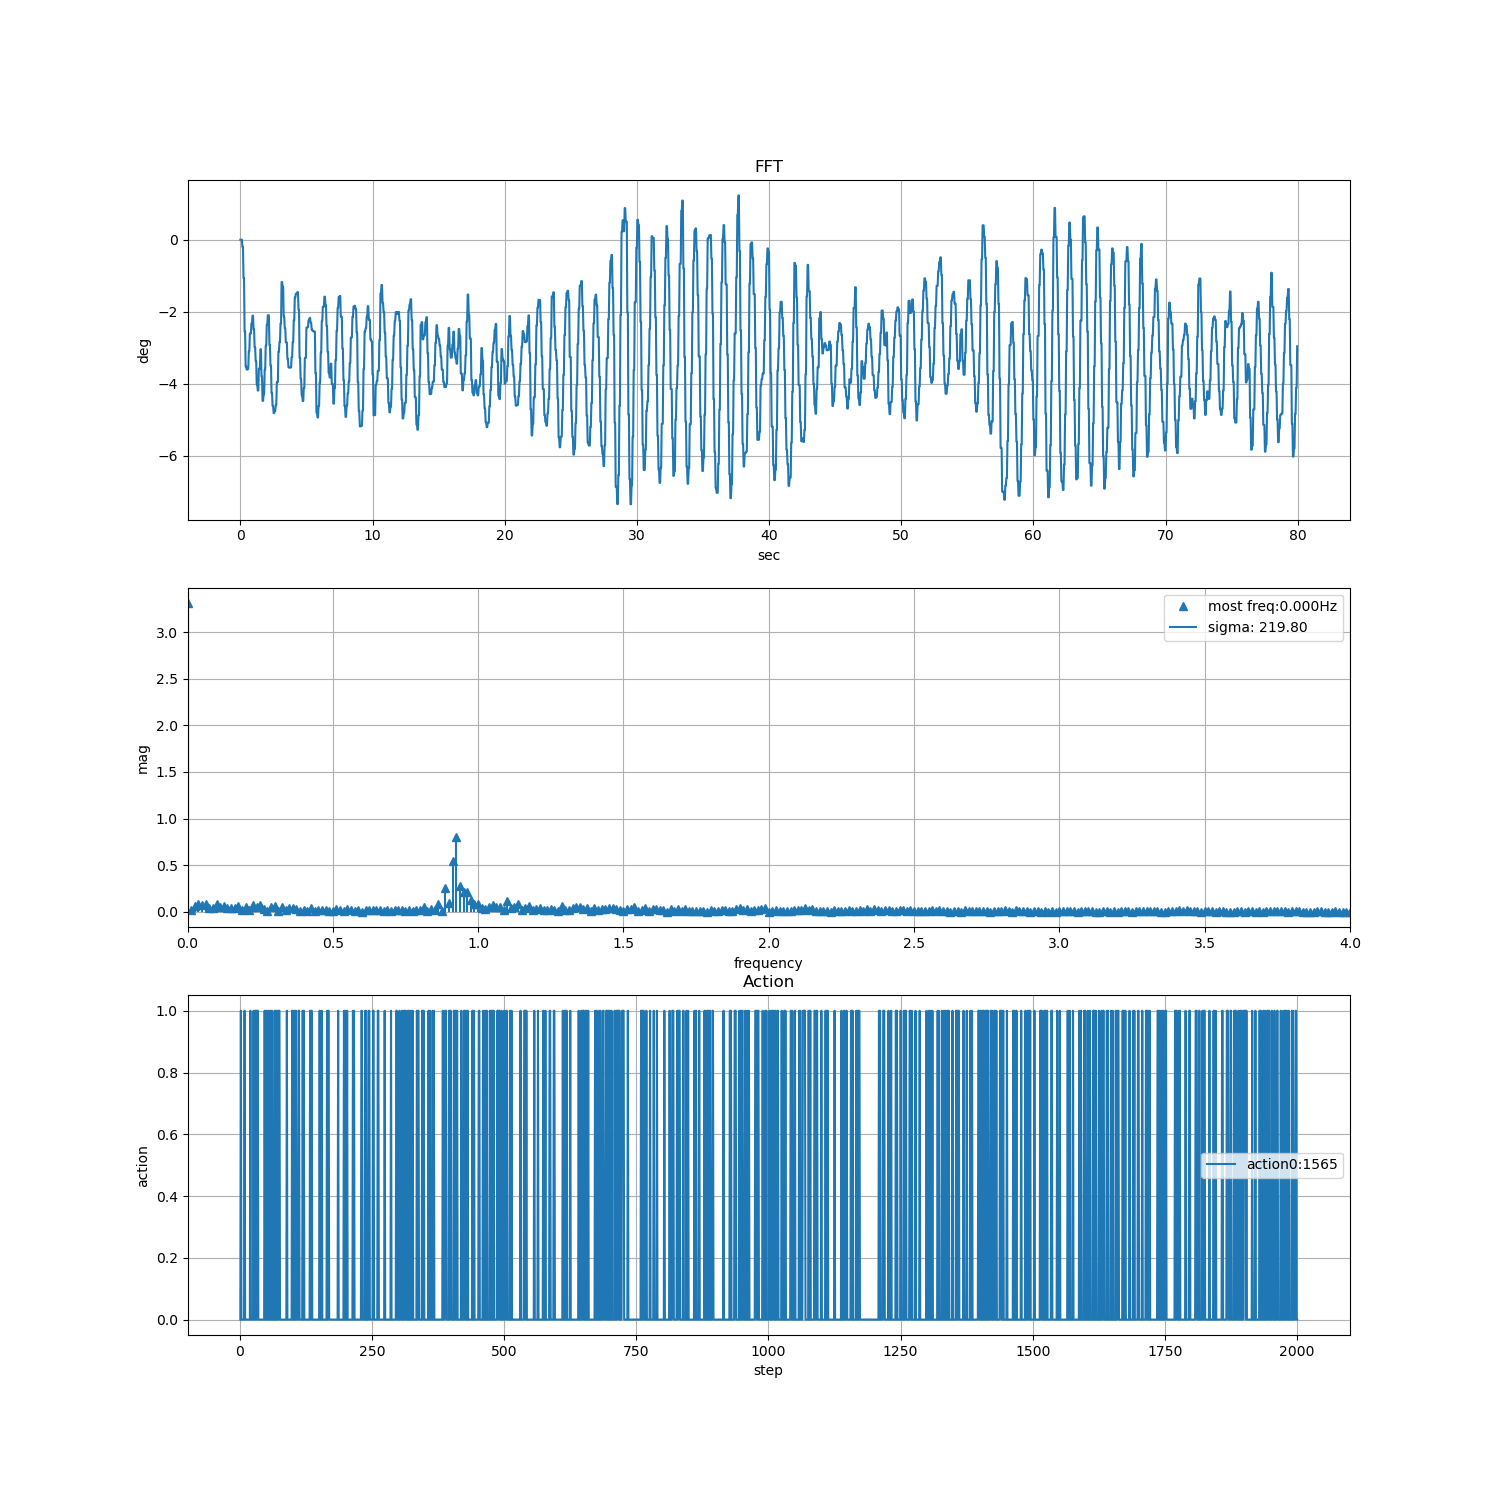 FFT
0
−2
−4
−6
deg
0 10 20 30 40 50 60 70 80
sec
most freq:0.000Hz
sigma: 219.80
3.0
2.5
2.0
1.5
1.0
0.5
0.0
mag
0.0 0.5 1.0 1.5 2.0 2.5 3.0 3.5 4.0
frequency
Action
1.0
0.8
0.6
0.4
0.2
0.0
action
action0:1565
0 250 500 750 1000 1250 1500 1750 2000
step